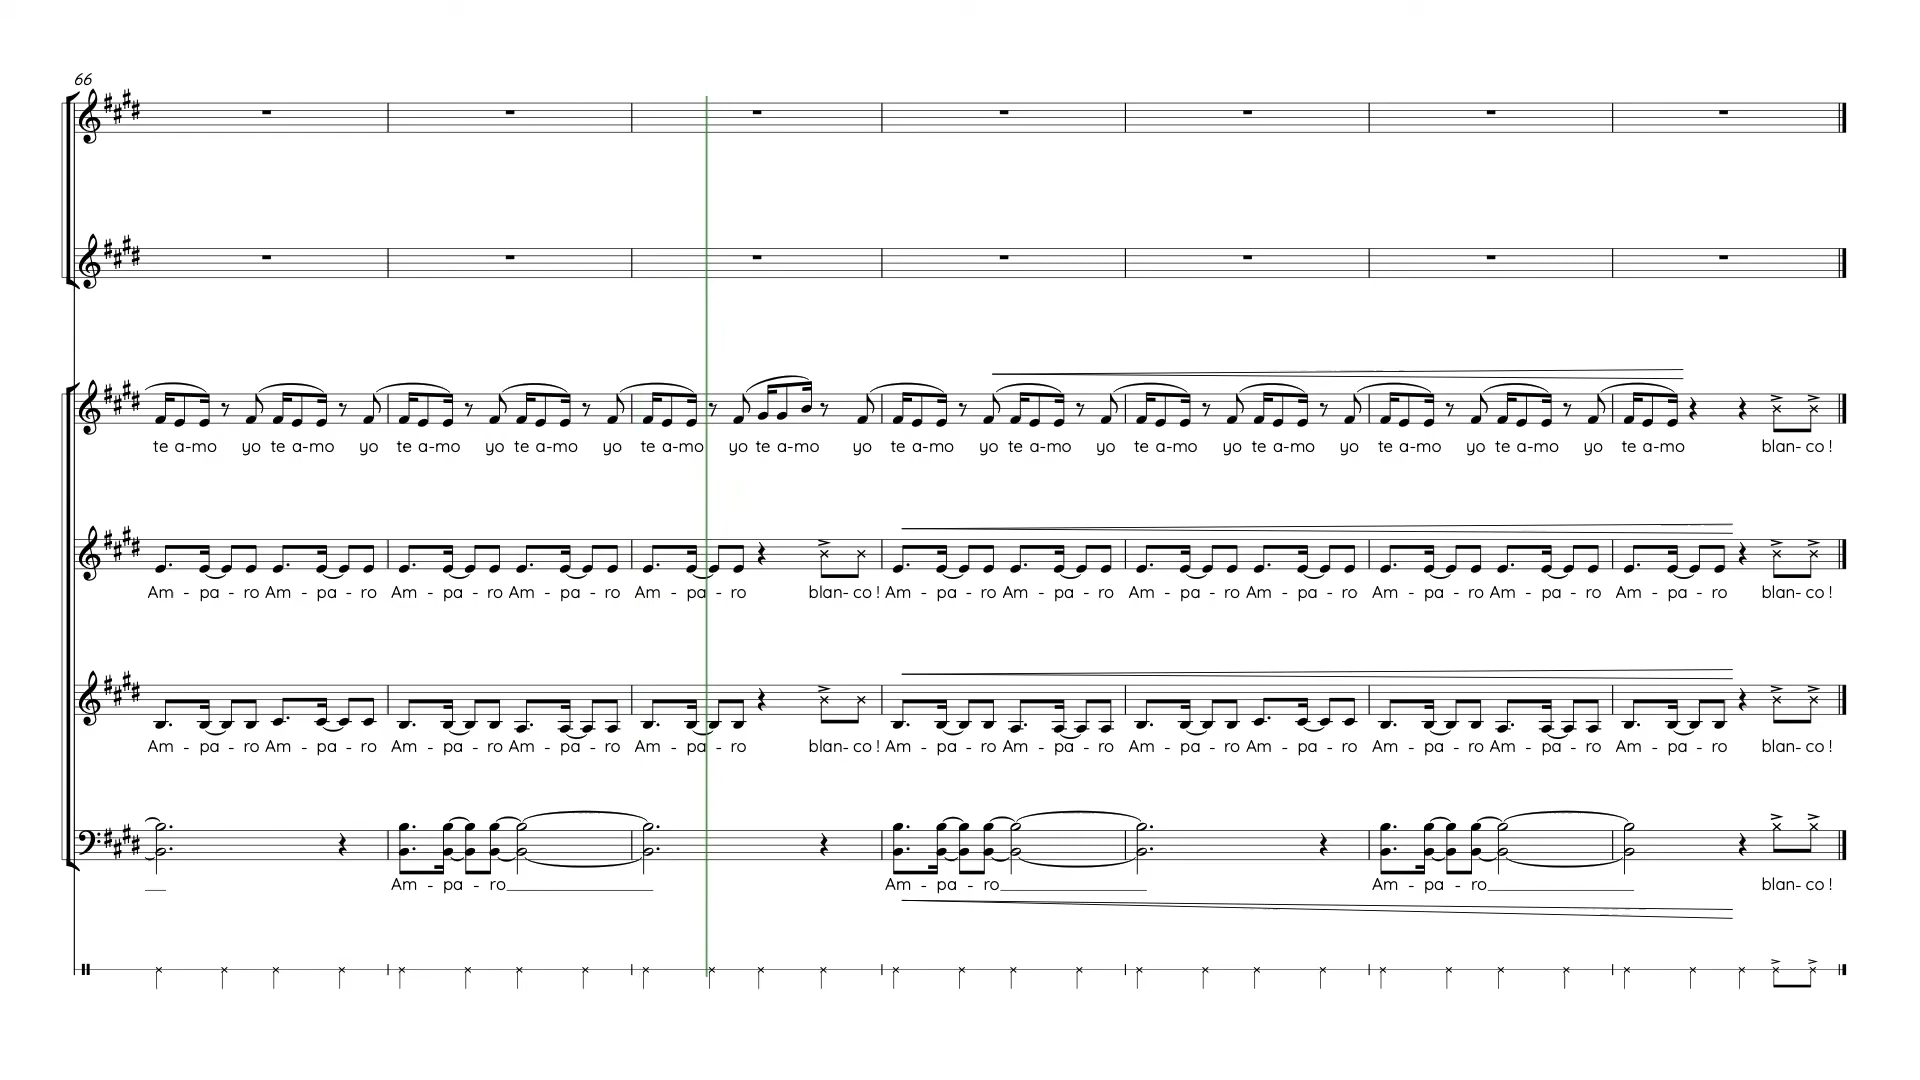 66
te a-mo yo te a-mo yo te a-mo yo te a-mo yo te a-mo yo te a-mo yo te a-mo yo te a-mo yo te a-mo yo te a-mo yo te a-mo yo te a-mo yo te a-mo blan- co !
Am - pa - ro Am - pa - ro Am - pa - ro Am - pa - ro Am - pa - ro blan- co ! Am - pa - ro Am - pa - ro Am - pa - ro Am - pa - ro Am - pa - ro Am - pa - ro Am - pa - ro blan- co !
Am - pa - ro Am - pa - ro Am - pa - ro Am - pa - ro Am - pa - ro blan- co ! Am - pa - ro Am - pa - ro Am - pa - ro Am - pa - ro Am - pa - ro Am - pa - ro Am - pa - ro blan- co !
Am - pa - ro Am - pa - ro Am - pa - ro blan- co !